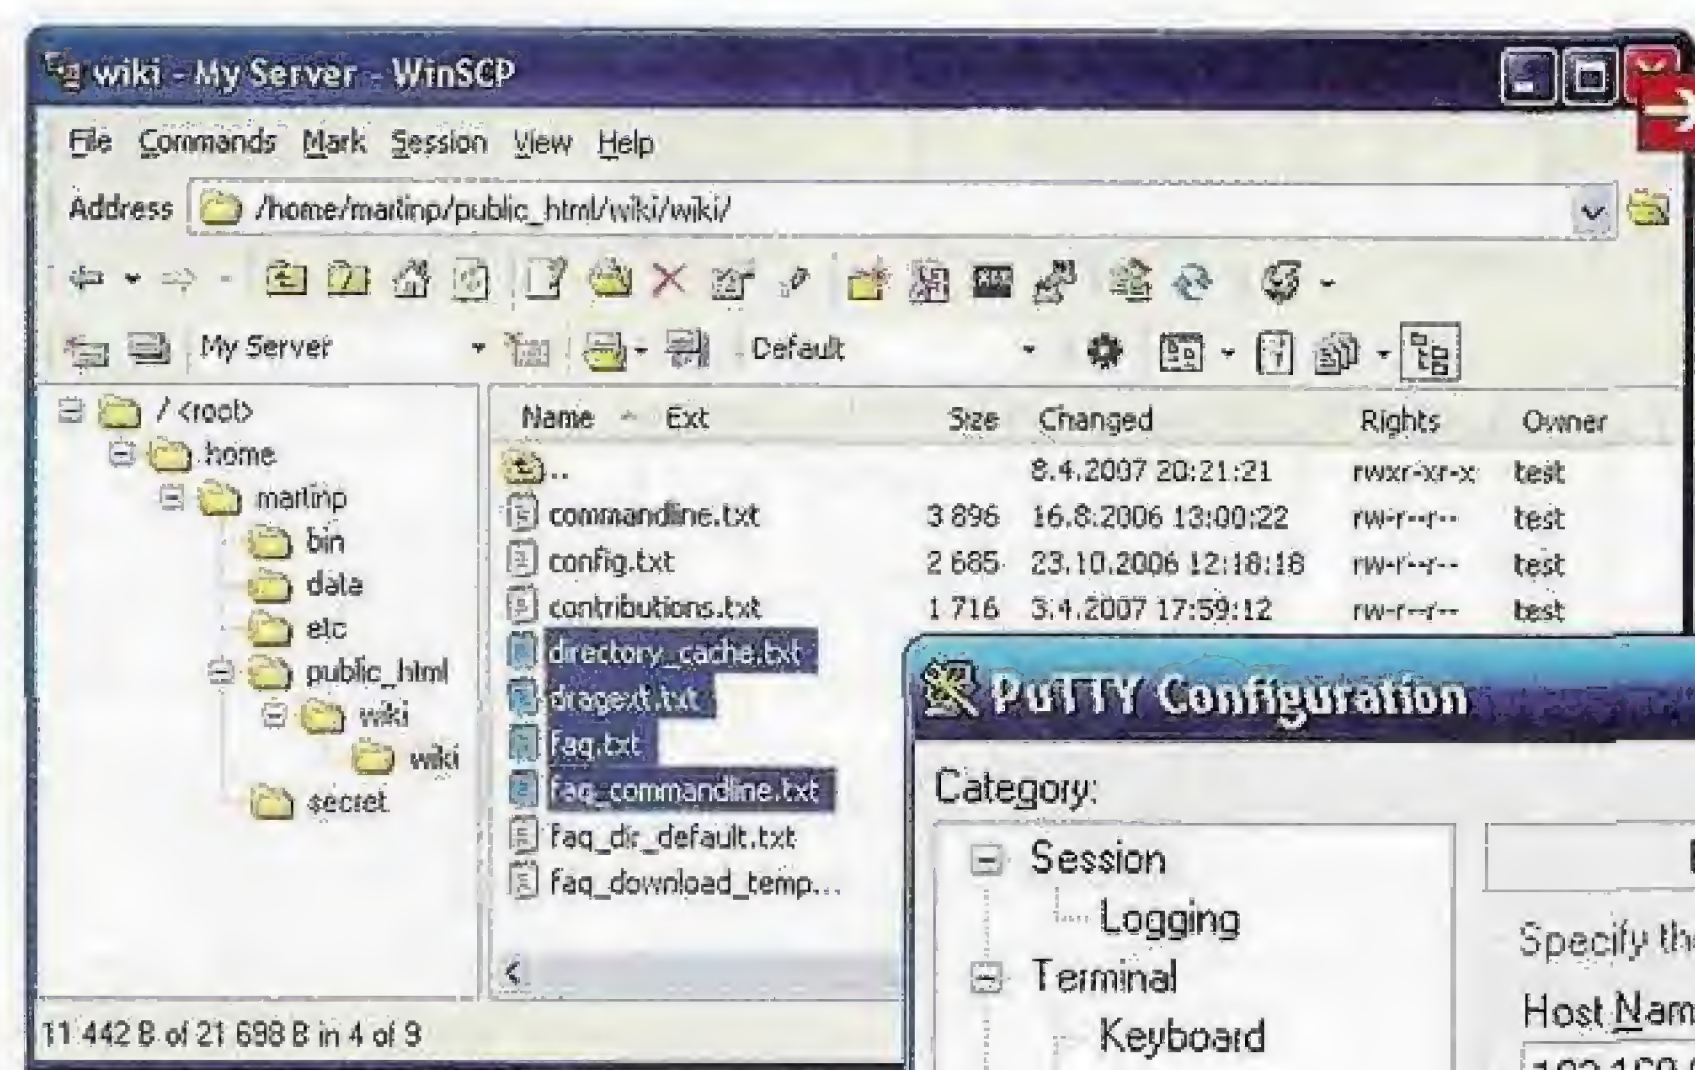 wiki - My Server - WinSCP
File Commands Mark Session View Help
Address /home/martinp/public_html/wiki/wiki/
My Server Default
/ <root>
home
martinp
bin
data
etc
public_html
wiki
wiki
secret
Name Ext Size Changed Rights Owner
.. 8.4.2007 20:21:21 rwxr-xr-x test
commandline.txt 3 896 16.8.2006 13:00:22 rw-r--r-- test
config.txt 2 685 23.10.2006 12:18:18 rw-r--r-- test
contributions.txt 1 716 3.4.2007 17:59:12 rw-r--r-- test
directory_cache.txt
dragext.txt
faq.txt
faq_commandline.txt
faq_dir_default.txt
faq_download_temp...
11 442 B of 21 698 B in 4 of 9
PuTTY Configuration
Category:
Session
Logging
Terminal
Keyboard
Specify the
Host Nam